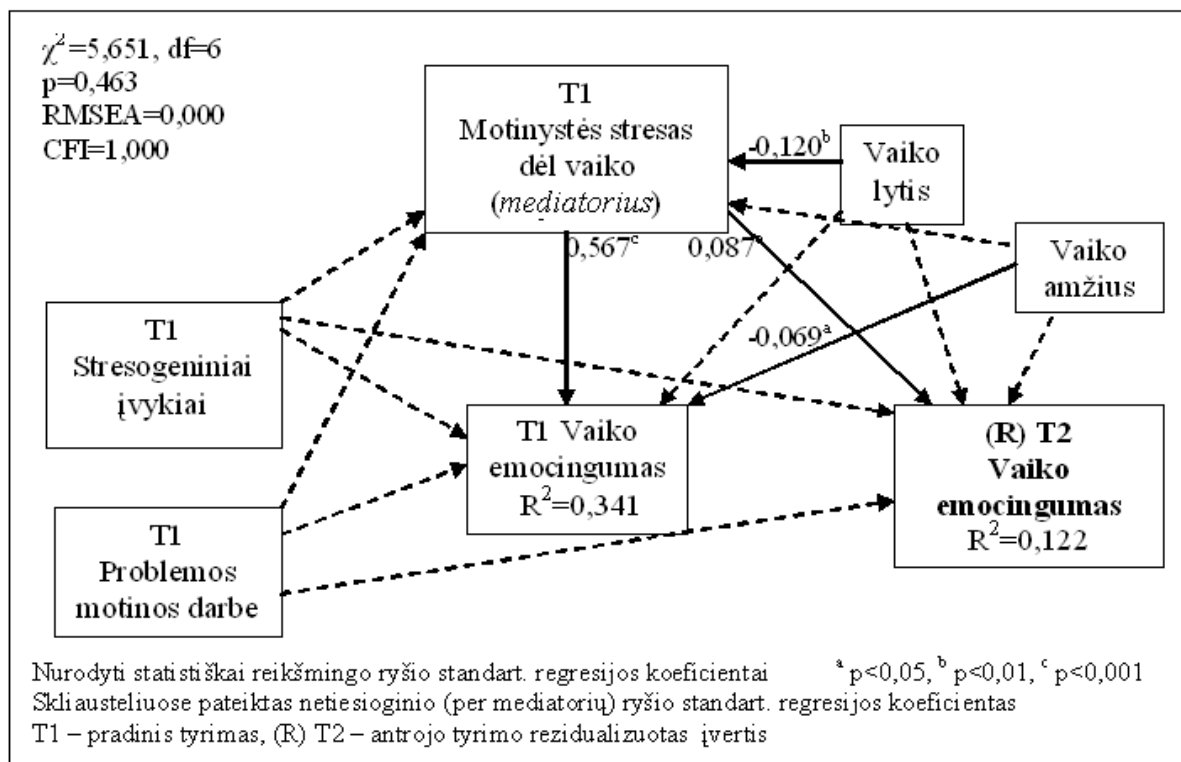 χ²=5,651, df=6
p=0,463
RMSEA=0,000
CFI=1,000
T1
Motinystės stresas
dėl vaiko
(mediatorius)
-0,120ᵇ
Vaiko
lytis
0,567ᶜ
0,087
Vaiko
amžius
-0,069ᵃ
T1
Stresogeniniai
įvykiai
T1 Vaiko
emocingumas
R²=0,341
(R) T2
Vaiko
emocingumas
R²=0,122
T1
Problemos
motinos darbe
Nurodyti statistiškai reikšmingo ryšio standart. regresijos koeficientai ᵃ p<0,05, ᵇ p<0,01, ᶜ p<0,001
Skliausteliuose pateiktas netiesioginio (per mediatorių) ryšio standart. regresijos koeficientas
T1 – pradinis tyrimas, (R) T2 – antrojo tyrimo rezidualizuotas įvertis